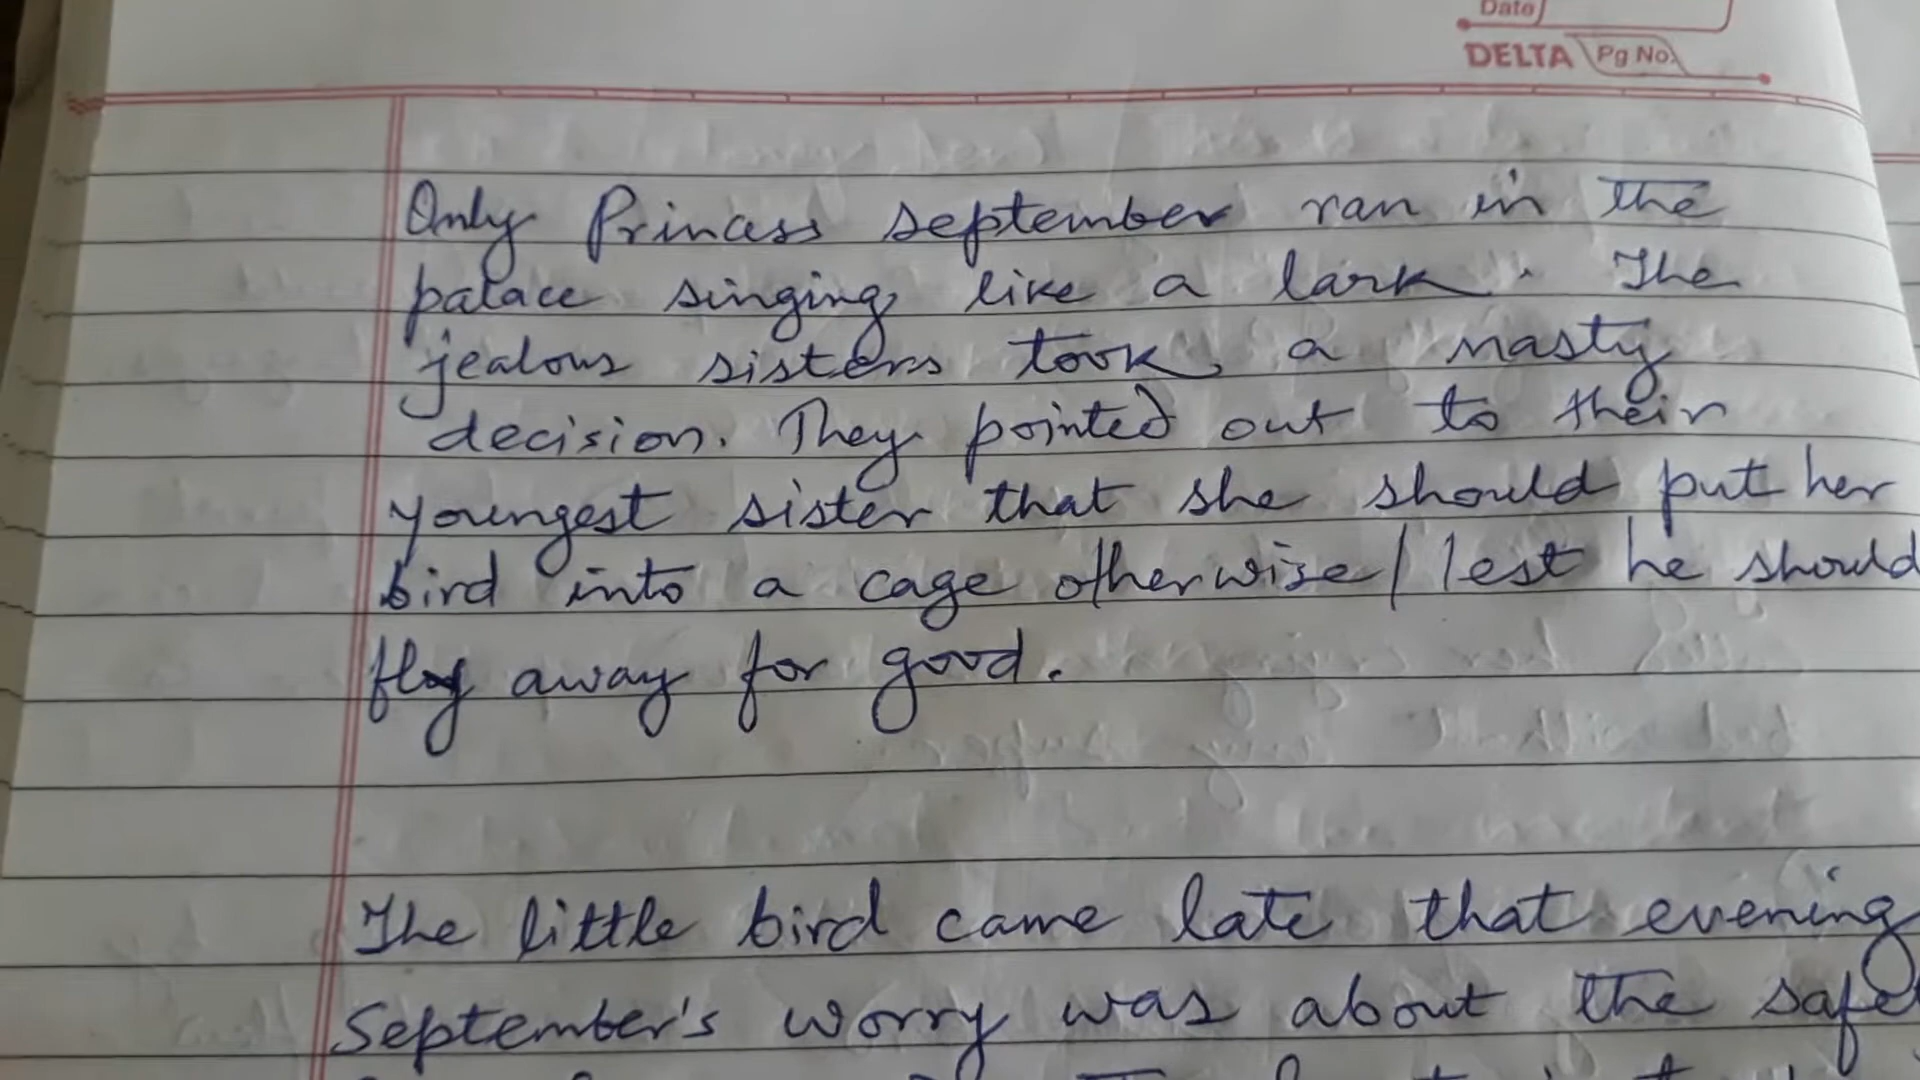 Date
DELTA Pg No.
Only Princess September ran in the
palace singing like a lark. The
jealous sisters took a nasty
decision. They pointed out to their
youngest sister that she should put her
bird into a cage otherwise/lest he should
fly away for good.
The little bird came late that evening
September's worry was about the